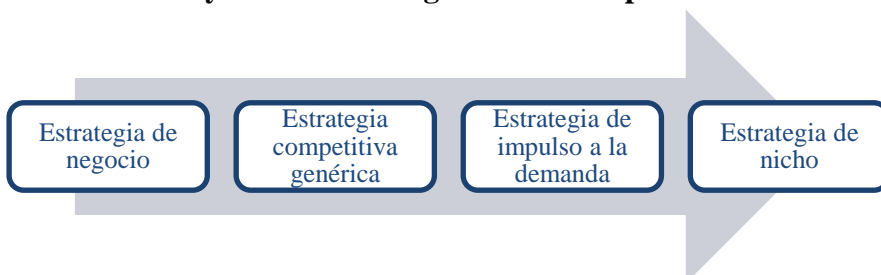 Estrategia de
negocio
Estrategia
competitiva
genérica
Estrategia de
impulso a la
demanda
Estrategia de
nicho